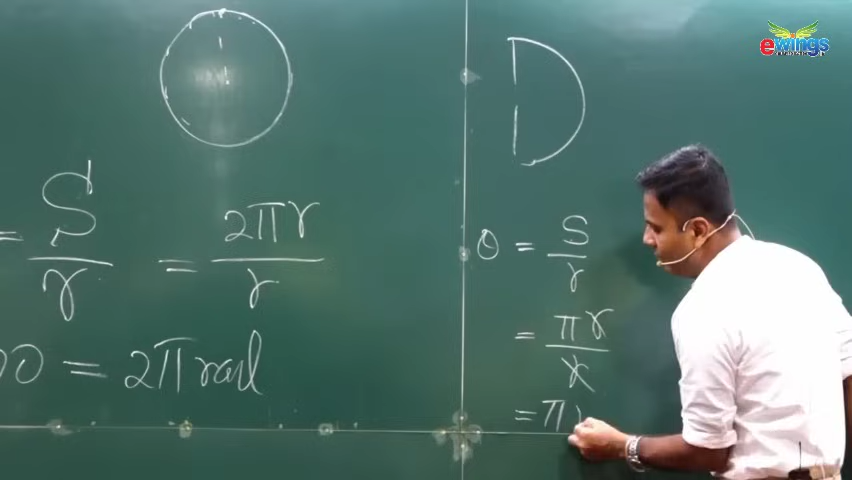 = S/γ = 2πr/r
00 = 2π rad
θ = S/r
= πr/r
= π
ewings